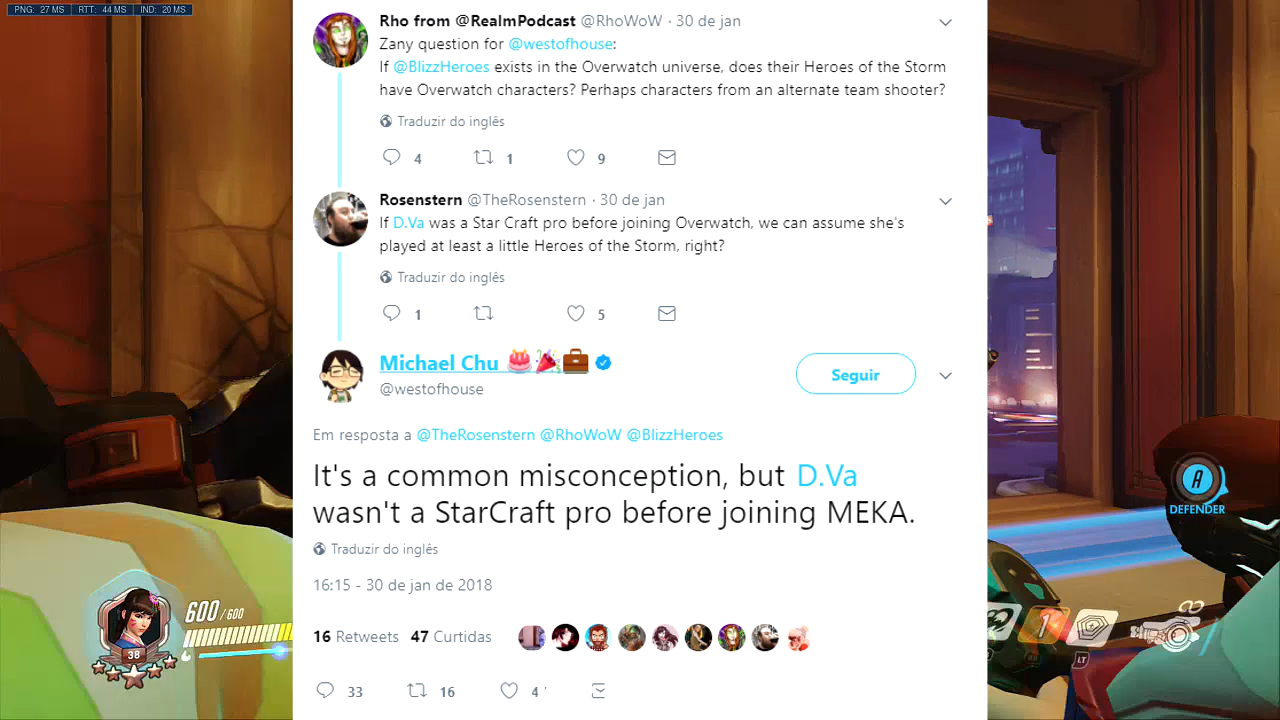 PNG: 27 MS RTT: 44 MS IND: 20 MS
Rho from @RealmPodcast @RhoWoW · 30 de jan
Zany question for @westofhouse:
If @BlizzHeroes exists in the Overwatch universe, does their Heroes of the Storm
have Overwatch characters? Perhaps characters from an alternate team shooter?
Traduzir do inglês
4 1 9
Rosenstern @TheRosenstern · 30 de jan
If D.Va was a Star Craft pro before joining Overwatch, we can assume she's
played at least a little Heroes of the Storm, right?
Traduzir do inglês
1 5
Michael Chu
@westofhouse
Seguir
Em resposta a @TheRosenstern @RhoWoW @BlizzHeroes
It's a common misconception, but D.Va
wasn't a StarCraft pro before joining MEKA.
Traduzir do inglês
16:15 - 30 de jan de 2018
16 Retweets 47 Curtidas
33 16 4
600/600
38
A
DEFENDER
1
LT